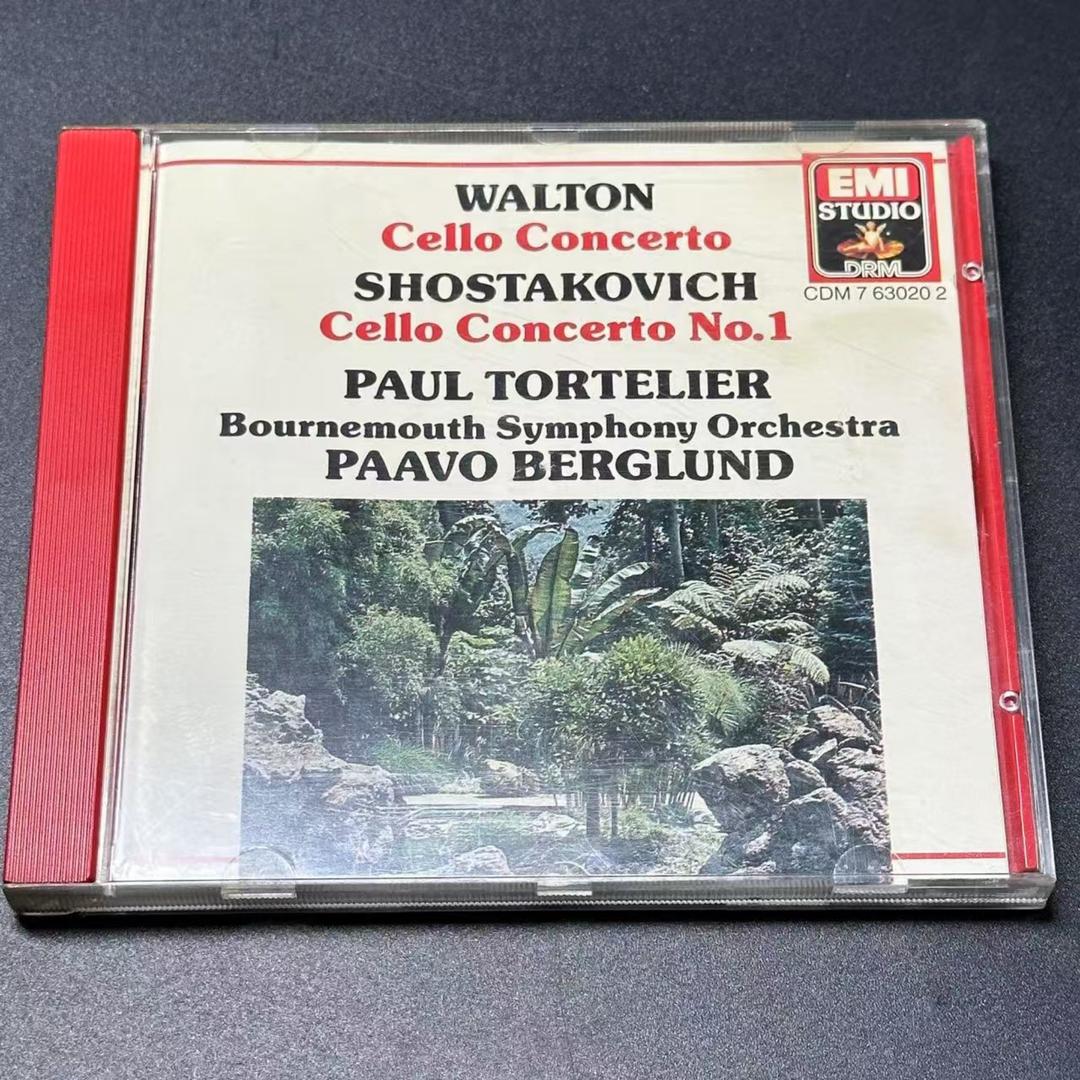 WALTON
Cello Concerto
SHOSTAKOVICH
Cello Concerto No.1
PAUL TORTELIER
Bournemouth Symphony Orchestra
PAAVO BERGLUND
EMI
STUDIO
DRM
CDM 7 63020 2